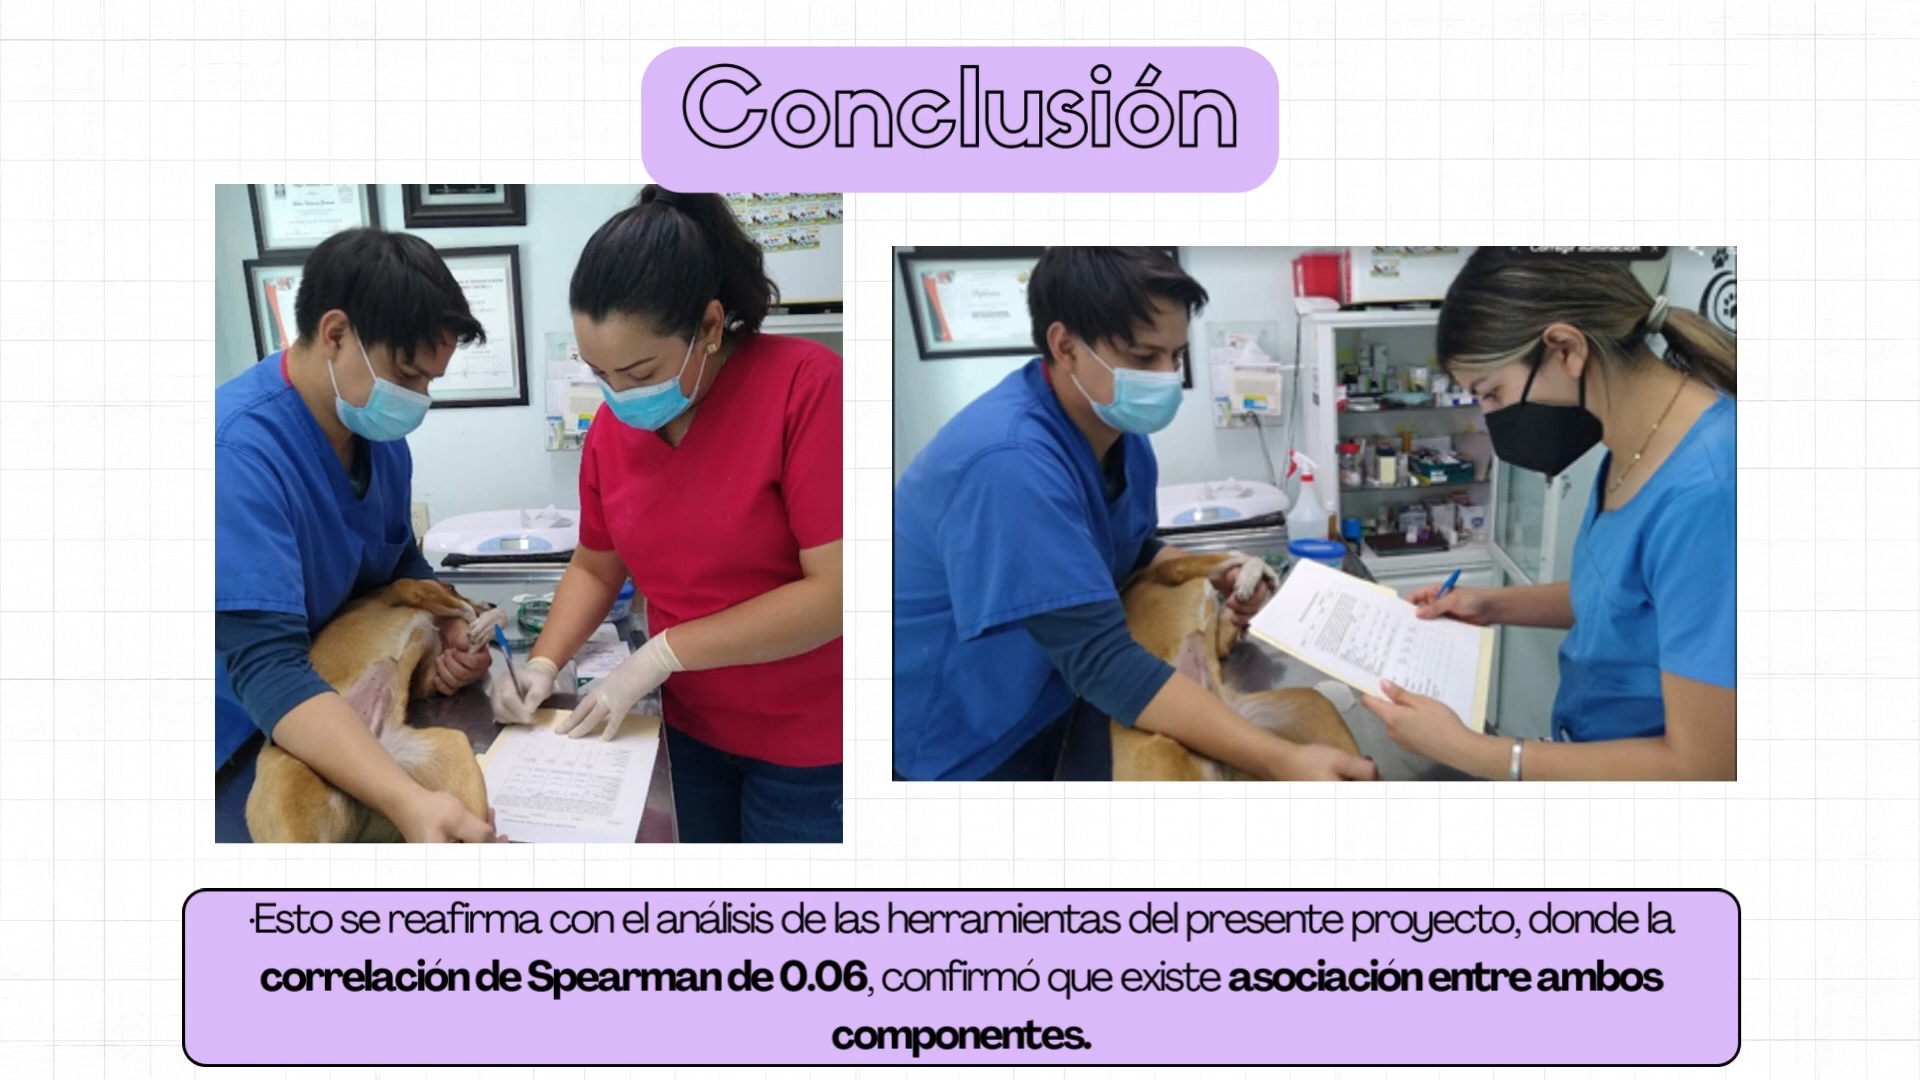 Conclusión
·Esto se reafirma con el análisis de las herramientas del presente proyecto, donde la
correlación de Spearman de 0.06, confirmó que existe asociación entre ambos
componentes.